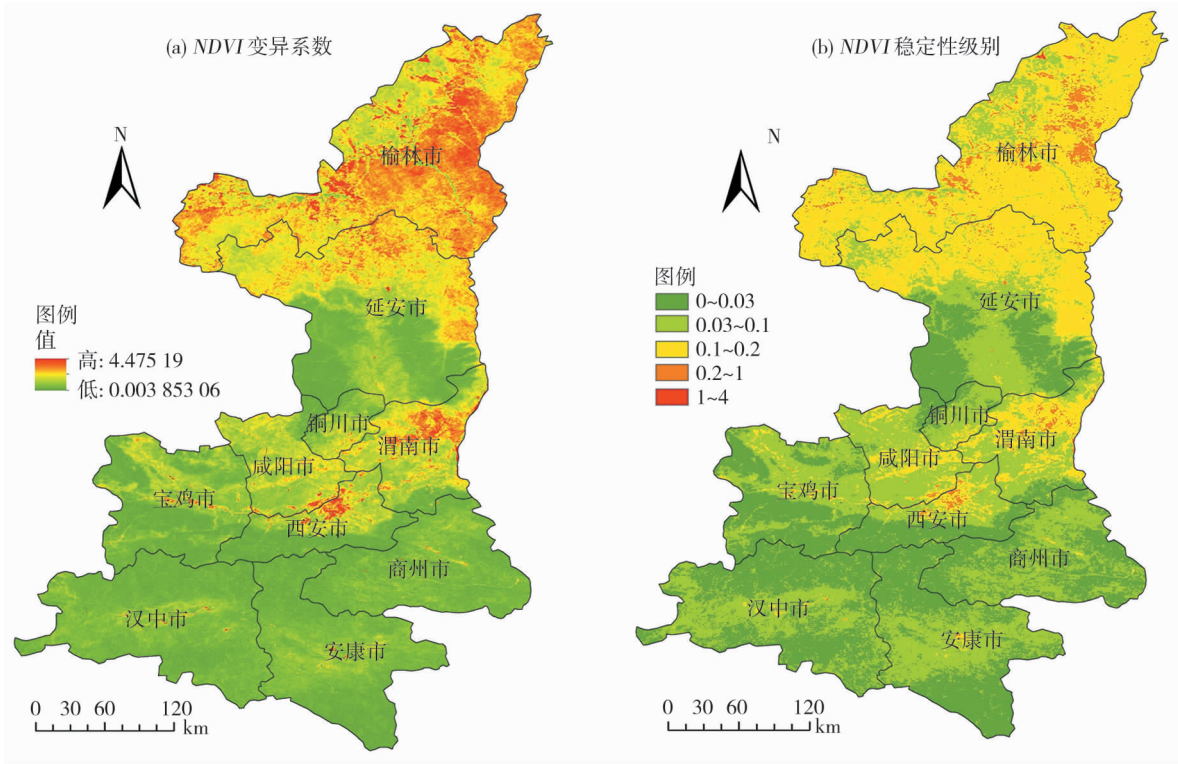 (a) NDVI 变异系数
N
榆林市
延安市
图例
值
高: 4.475 19
低: 0.003 853 06
铜川市
渭南市
咸阳市
宝鸡市
西安市
商州市
汉中市
安康市
0 30 60 120
km
(b) NDVI 稳定性级别
N
榆林市
图例
延安市
0~0.03
0.03~0.1
0.1~0.2
0.2~1
1~4
铜川市
渭南市
咸阳市
宝鸡市
西安市
商州市
汉中市
安康市
0 30 60 120
km